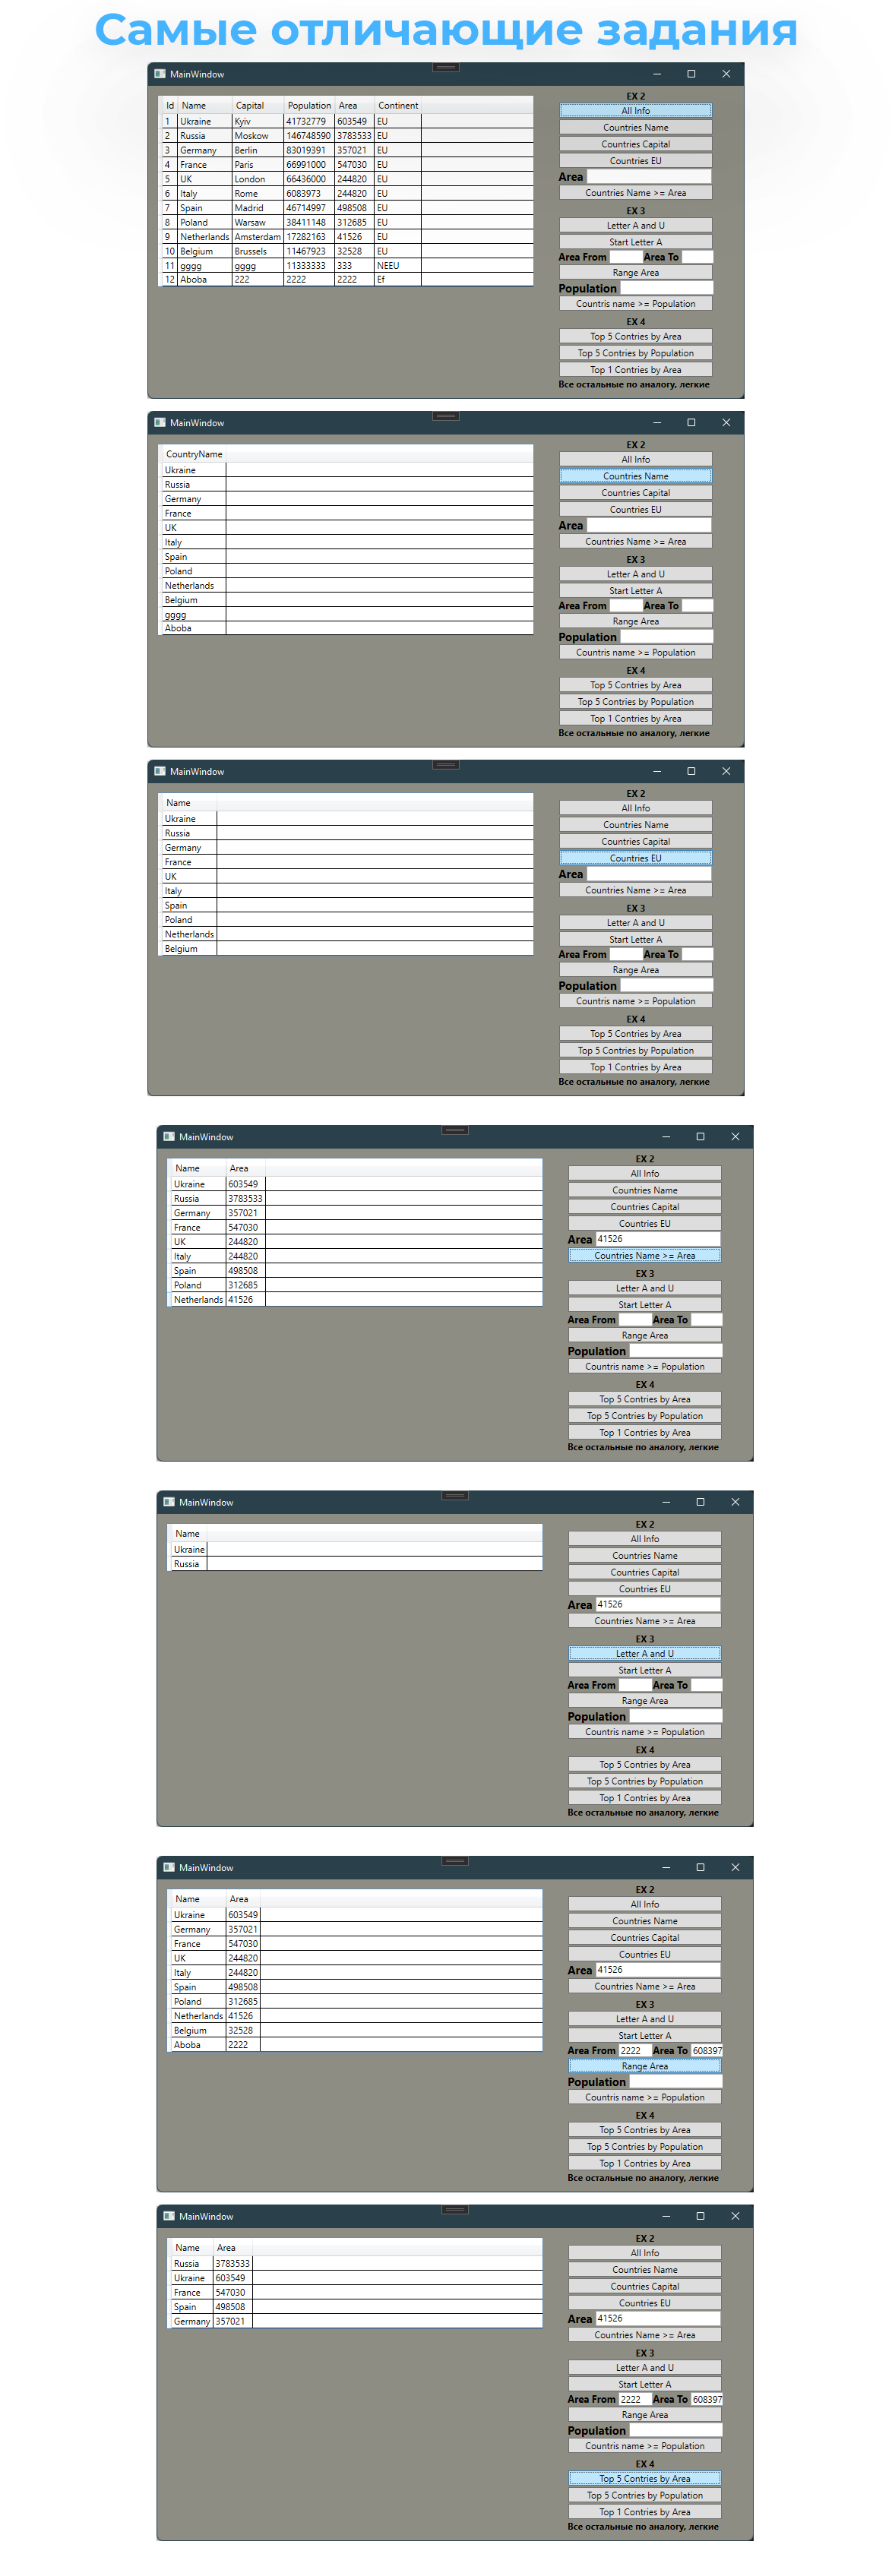 Самые отличающие задания
MainWindow
Id Name Capital Population Area Continent
1 Ukraine Kyiv 41732779 603549 EU
2 Russia Moskow 146748590 3783533 EU
3 Germany Berlin 83019391 357021 EU
4 France Paris 66991000 547030 EU
5 UK London 66436000 244820 EU
6 Italy Rome 6083973 244820 EU
7 Spain Madrid 46714997 498508 EU
8 Poland Warsaw 38411148 312685 EU
9 Netherlands Amsterdam 17282163 41526 EU
10 Belgium Brussels 11467923 32528 EU
11 gggg gggg 11333333 333 NEEU
12 Aboba 222 2222 2222 Ef
EX 2
All Info
Countries Name
Countries Capital
Countries EU
Area
Countries Name >= Area
EX 3
Letter A and U
Start Letter A
Area From Area To
Range Area
Population
Countris name >= Population
EX 4
Top 5 Contries by Area
Top 5 Contries by Population
Top 1 Contries by Area
Все остальные по аналогу, легкие
MainWindow
CountryName
Ukraine
Russia
Germany
France
UK
Italy
Spain
Poland
Netherlands
Belgium
gggg
Aboba
EX 2
All Info
Countries Name
Countries Capital
Countries EU
Area
Countries Name >= Area
EX 3
Letter A and U
Start Letter A
Area From Area To
Range Area
Population
Countris name >= Population
EX 4
Top 5 Contries by Area
Top 5 Contries by Population
Top 1 Contries by Area
Все остальные по аналогу, легкие
MainWindow
Name
Ukraine
Russia
Germany
France
UK
Italy
Spain
Poland
Netherlands
Belgium
EX 2
All Info
Countries Name
Countries Capital
Countries EU
Area
Countries Name >= Area
EX 3
Letter A and U
Start Letter A
Area From Area To
Range Area
Population
Countris name >= Population
EX 4
Top 5 Contries by Area
Top 5 Contries by Population
Top 1 Contries by Area
Все остальные по аналогу, легкие
MainWindow
Name Area
Ukraine 603549
Russia 3783533
Germany 357021
France 547030
UK 244820
Italy 244820
Spain 498508
Poland 312685
Netherlands 41526
EX 2
All Info
Countries Name
Countries Capital
Countries EU
Area 41526
Countries Name >= Area
EX 3
Letter A and U
Start Letter A
Area From Area To
Range Area
Population
Countris name >= Population
EX 4
Top 5 Contries by Area
Top 5 Contries by Population
Top 1 Contries by Area
Все остальные по аналогу, легкие
MainWindow
Name
Ukraine
Russia
EX 2
All Info
Countries Name
Countries Capital
Countries EU
Area 41526
Countries Name >= Area
EX 3
Letter A and U
Start Letter A
Area From Area To
Range Area
Population
Countris name >= Population
EX 4
Top 5 Contries by Area
Top 5 Contries by Population
Top 1 Contries by Area
Все остальные по аналогу, легкие
MainWindow
Name Area
Ukraine 603549
Germany 357021
France 547030
UK 244820
Italy 244820
Spain 498508
Poland 312685
Netherlands 41526
Belgium 32528
Aboba 2222
EX 2
All Info
Countries Name
Countries Capital
Countries EU
Area 41526
Countries Name >= Area
EX 3
Letter A and U
Start Letter A
Area From 2222 Area To 608397
Range Area
Population
Countris name >= Population
EX 4
Top 5 Contries by Area
Top 5 Contries by Population
Top 1 Contries by Area
Все остальные по аналогу, легкие
MainWindow
Name Area
Russia 3783533
Ukraine 603549
France 547030
Spain 498508
Germany 357021
EX 2
All Info
Countries Name
Countries Capital
Countries EU
Area 41526
Countries Name >= Area
EX 3
Letter A and U
Start Letter A
Area From 2222 Area To 608397
Range Area
Population
Countris name >= Population
EX 4
Top 5 Contries by Area
Top 5 Contries by Population
Top 1 Contries by Area
Все остальные по аналогу, легкие